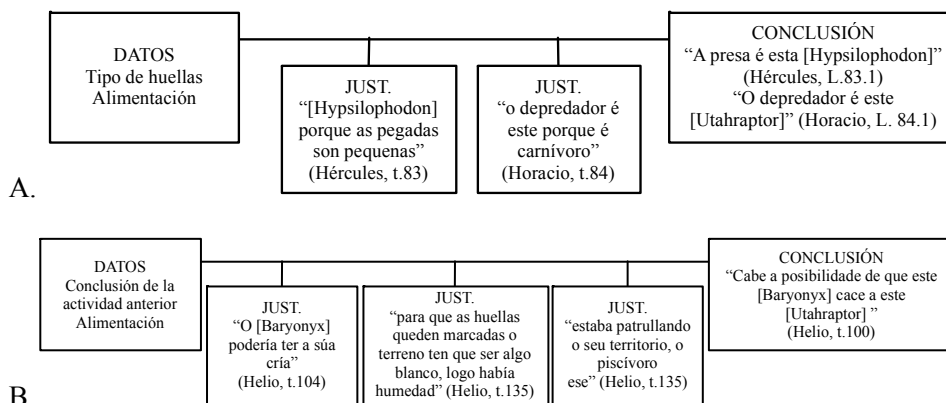 DATOS
Tipo de huellas
Alimentación
JUST.
“[Hypsilophodon]
porque as pegadas
son pequenas”
(Hércules, t.83)
JUST.
“o depredador é
este porque é
carnívoro”
(Horacio, t.84)
CONCLUSIÓN
“A presa é esta [Hypsilophodon]”
(Hércules, L.83.1)
“O depredador é este
[Utahraptor]” (Horacio, L. 84.1)
A.
DATOS
Conclusión de la
actividad anterior
Alimentación
JUST.
“O [Baryonyx]
podería ter a súa
cría”
(Helio, t.104)
JUST.
“para que as huellas
queden marcadas o
terreno ten que ser algo
blanco, logo había
humedad” (Helio, t.135)
JUST.
“estaba patrullando
o seu territorio, o
piscívoro
ese” (Helio, t.135)
CONCLUSIÓN
“Cabe a posibilidade de que este
[Baryonyx] cace a este
[Utahraptor] ”
(Helio, t.100)
B